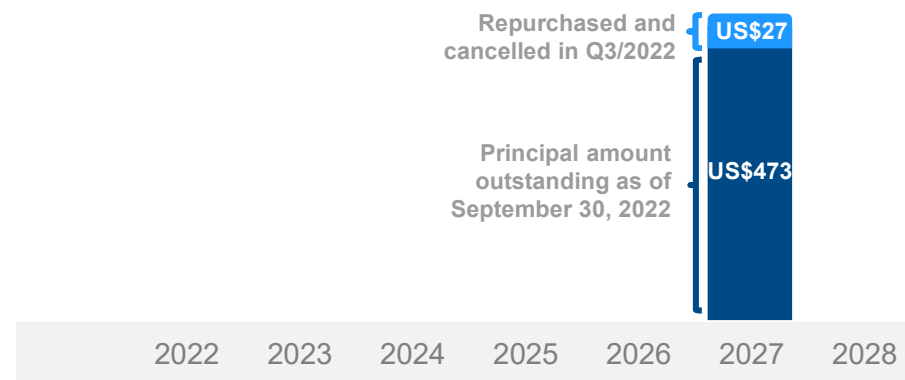 Repurchased and
cancelled in Q3/2022
US$27
Principal amount
outstanding as of
September 30, 2022
US$473
2022 2023 2024 2025 2026 2027 2028